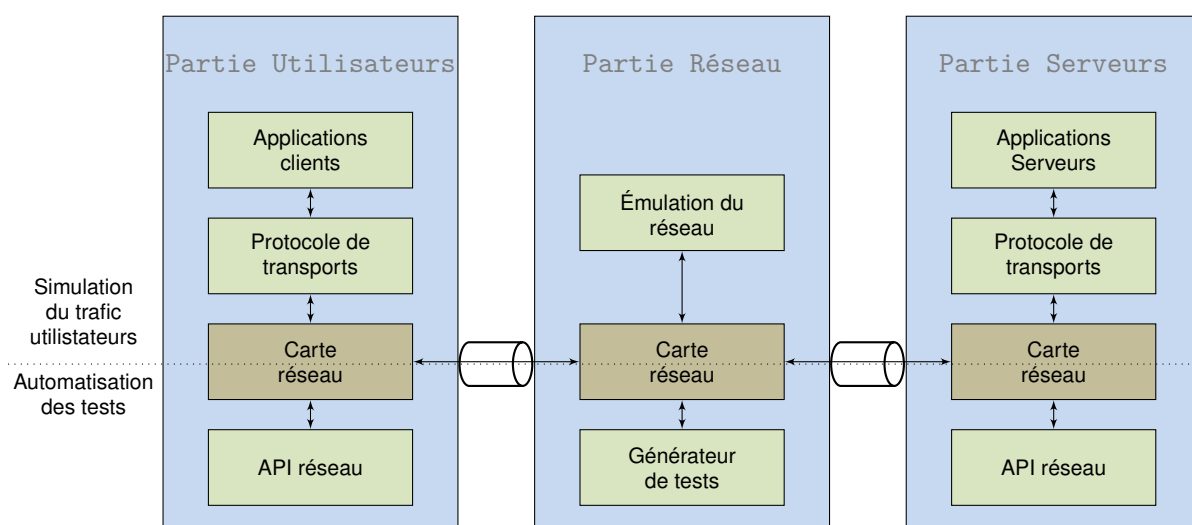 Partie Utilisateurs
Partie Réseau
Partie Serveurs
Applications
clients
Protocole de
transports
Carte
réseau
API réseau
Émulation du
réseau
Carte
réseau
Générateur
de tests
Applications
Serveurs
Protocole de
transports
Carte
réseau
API réseau
Simulation
du trafic
utilistateurs
Automatisation
des tests